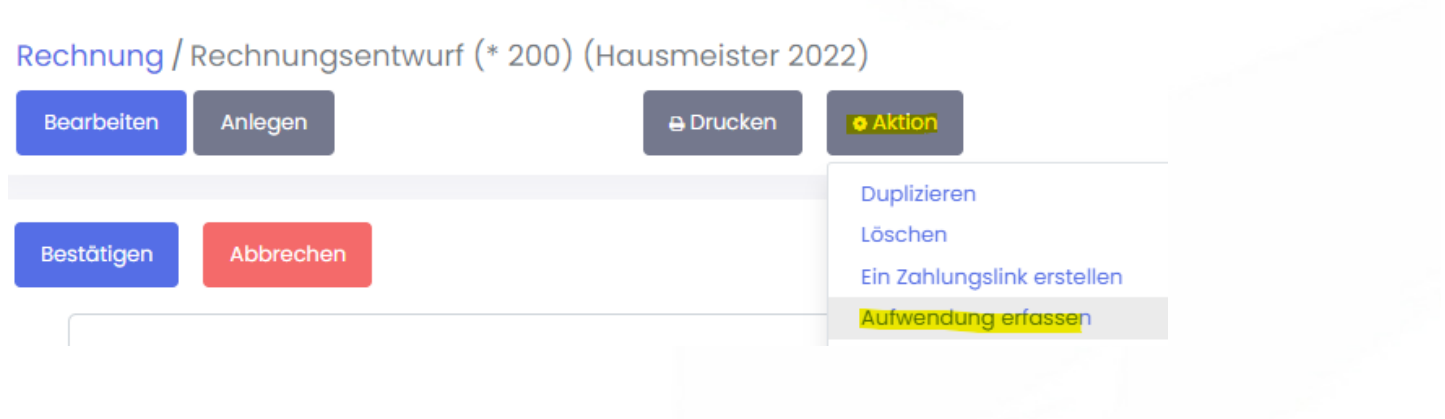 Rechnung / Rechnungsentwurf (* 200) (Hausmeister 2022)
Bearbeiten Anlegen Drucken Aktion
Duplizieren
Löschen
Bestätigen Abbrechen
Ein Zahlungslink erstellen
Aufwendung erfassen